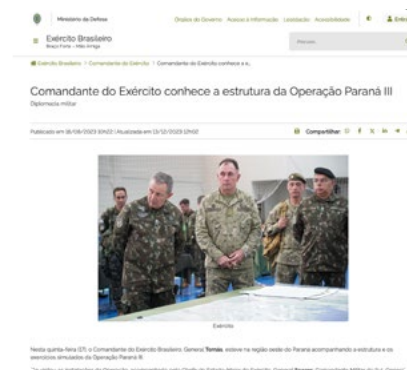 Ministério da Defesa
Órgãos do Governo Acesso à Informação Legislação Acessibilidade
Entrar
Exército Brasileiro
Braço Forte - Mão Amiga
Exército Brasileiro > Comandante do Exército > Comandante do Exército conhece a e...
Comandante do Exército conhece a estrutura da Operação Paraná III
Diplomacia militar
Compartilhe:
Exército
Nesta quinta-feira (17), o Comandante do Exército Brasileiro, General Tomás, esteve na região oeste do Paraná acompanhando a estrutura e os
exercícios simulados da Operação Paraná III.